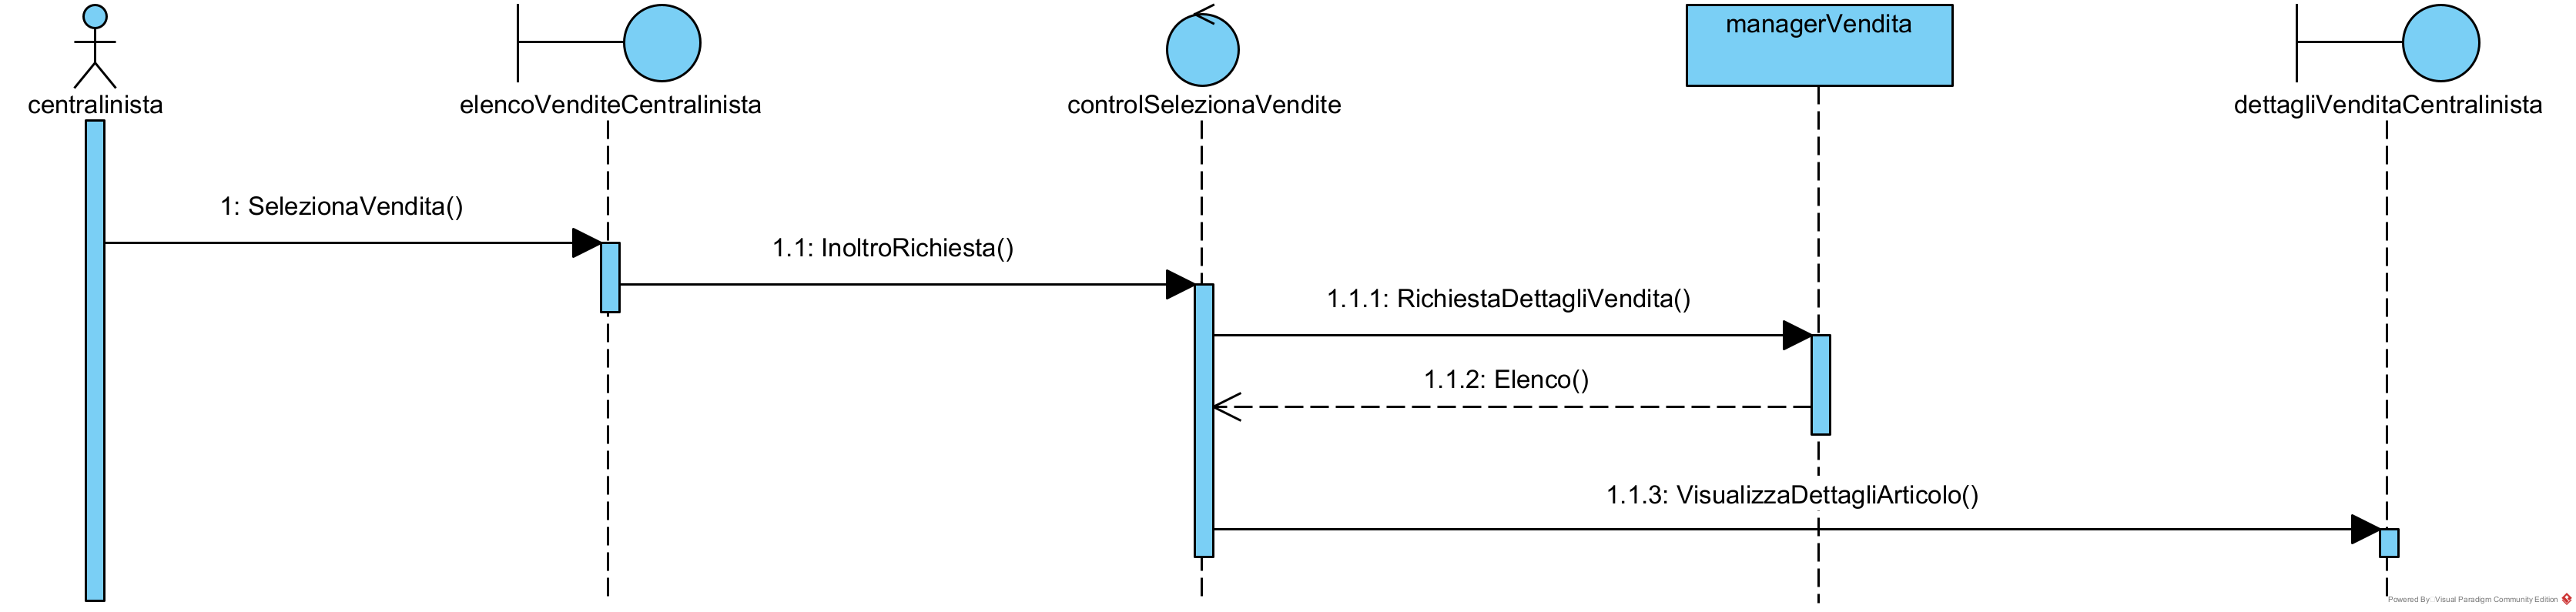 centralinista
elencoVenditeCentralinista
controlSelezionaVendite
managerVendita
dettagliVenditaCentralinista
1: SelezionaVendita()
1.1: InoltroRichiesta()
1.1.1: RichiestaDettagliVendita()
1.1.2: Elenco()
1.1.3: VisualizzaDettagliArticolo()
Powered By Visual Paradigm Community Edition